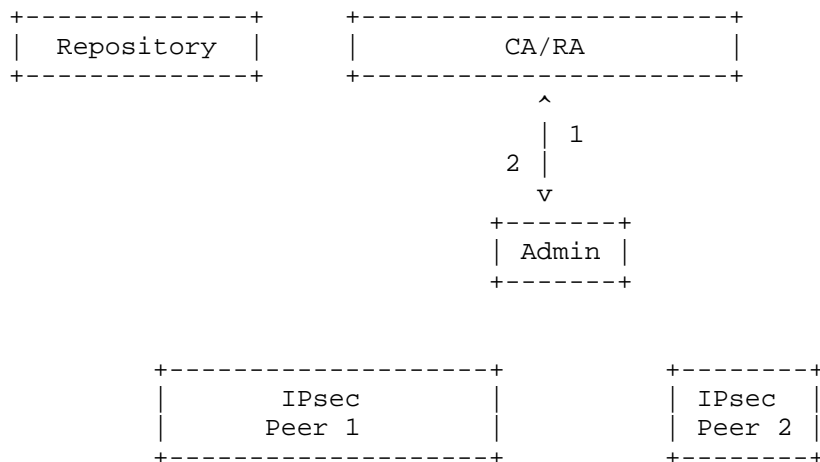 Repository CA/RA
^
| 1
2 |
v
Admin
IPsec IPsec
Peer 1 Peer 2